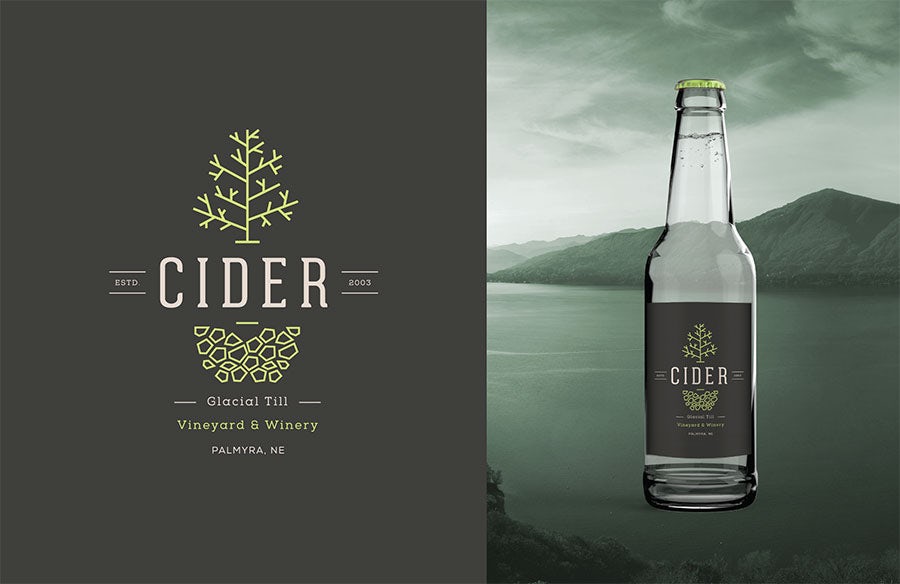 ESTD. CIDER 2003
Glacial Till
Vineyard & Winery
PALMYRA, NE
CIDER
Glacial Till
Vineyard & Winery
PALMYRA, NE